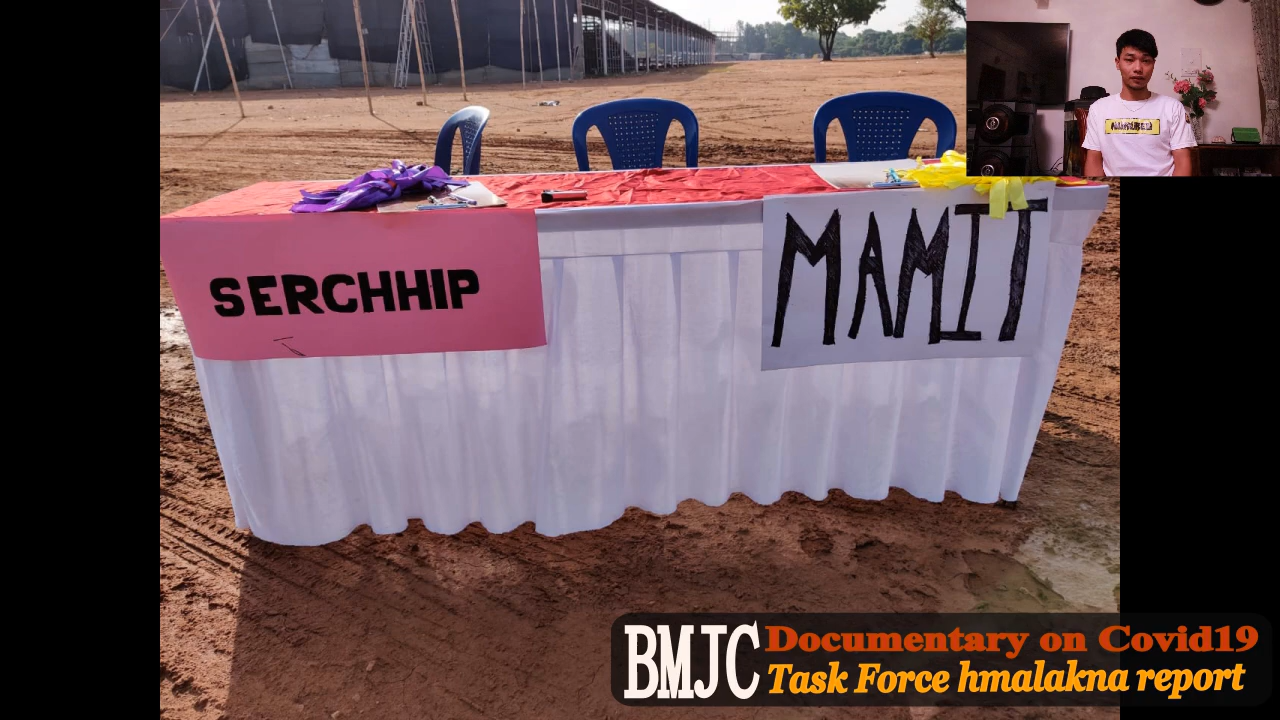 SERCHHIP
MAMIT
BMJC
Documentary on Covid19
Task Force hmalakna report